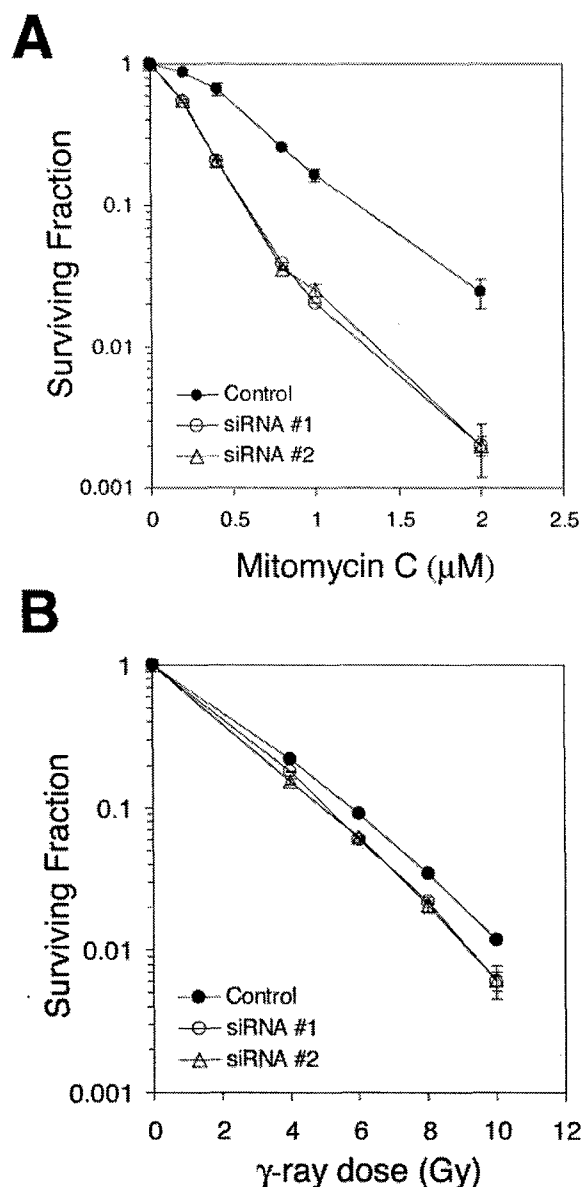 A
1
0.1
0.01
0.001
Surviving Fraction
Control
siRNA #1
siRNA #2
0 0.5 1 1.5 2 2.5
Mitomycin C (μM)
B
1
0.1
0.01
0.001
Surviving Fraction
Control
siRNA #1
siRNA #2
0 2 4 6 8 10 12
γ-ray dose (Gy)